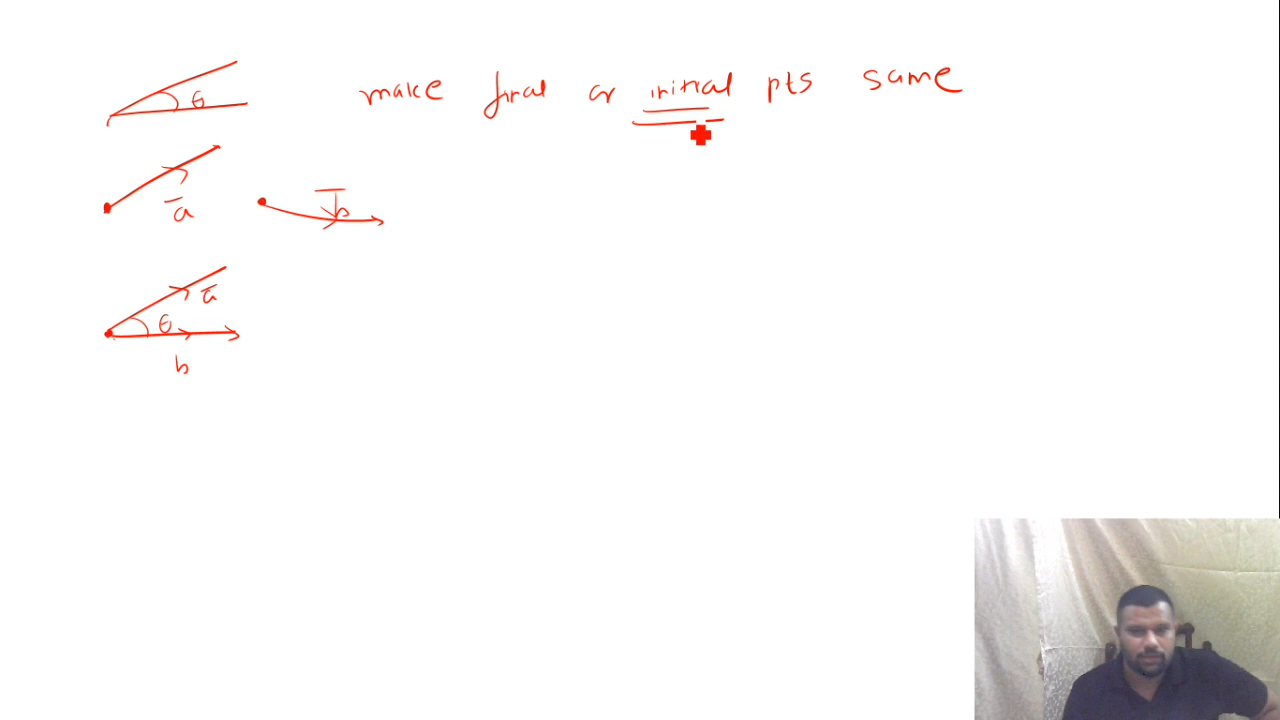 θ make final or initial pts same
a̅ b̅
a̅
θ
b